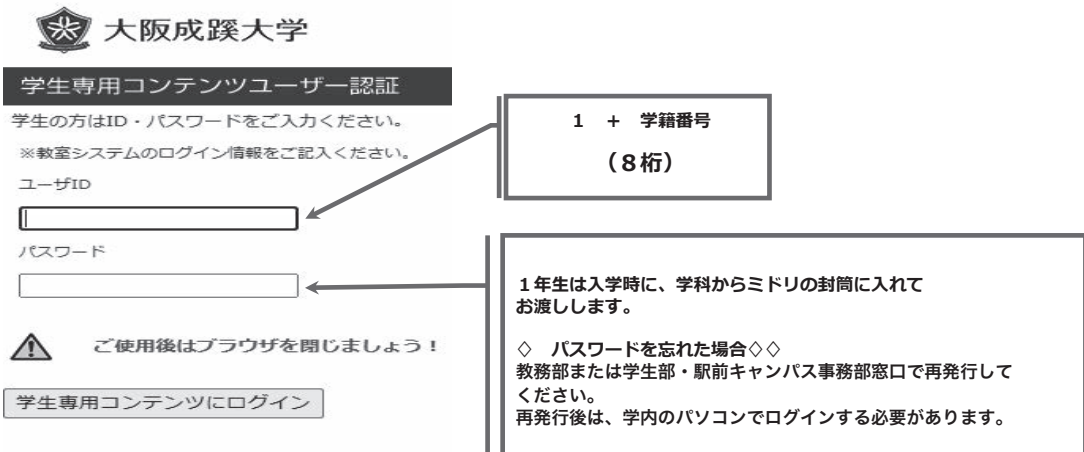 大阪成蹊大学
学生専用コンテンツユーザー認証
学生の方はID・パスワードをご入力ください。
※教室システムのログイン情報をご記入ください。
ユーザID
パスワード
ご使用後はブラウザを閉じましょう！
学生専用コンテンツにログイン
1 + 学籍番号
（８桁）
１年生は入学時に、学科からミドリの封筒に入れて
お渡しします。
◇ パスワードを忘れた場合◇◇
教務部または学生部・駅前キャンパス事務部窓口で再発行して
ください。
再発行後は、学内のパソコンでログインする必要があります。